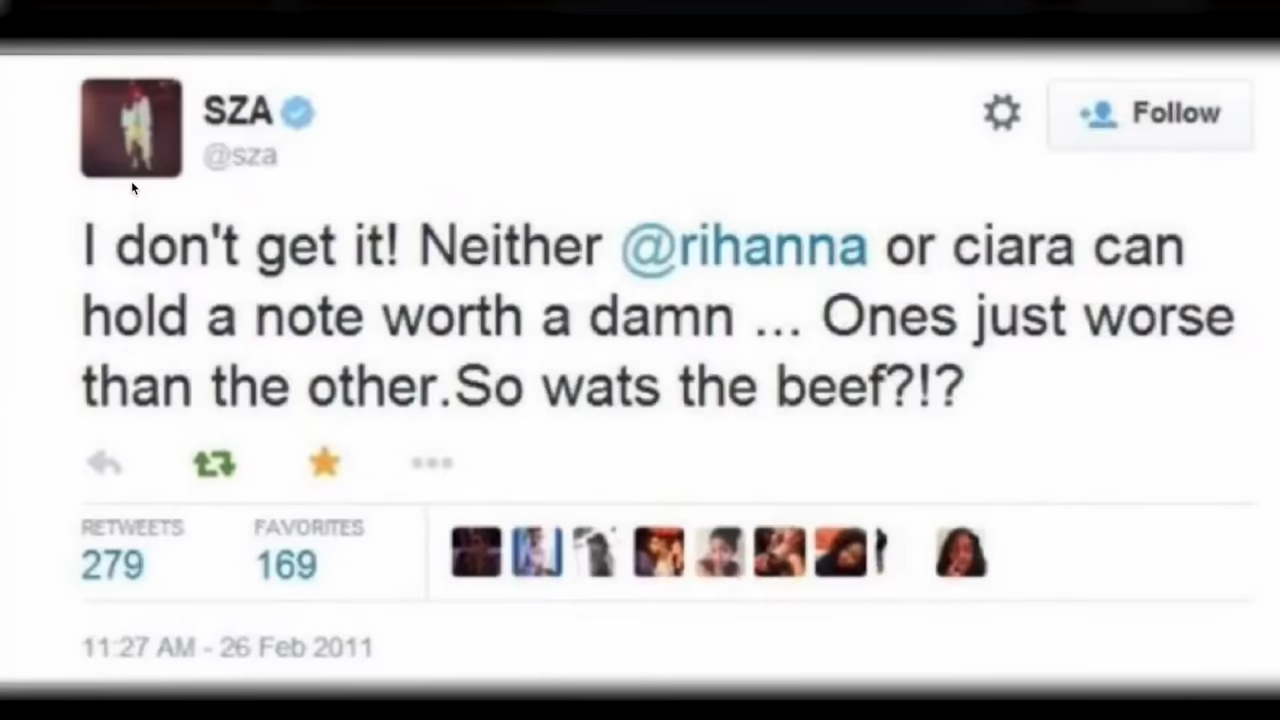 SZA
@sza
Follow
I don't get it! Neither @rihanna or ciara can
hold a note worth a damn ... Ones just worse
than the other.So wats the beef?!?
RETWEETS FAVORITES
279 169
11:27 AM - 26 Feb 2011